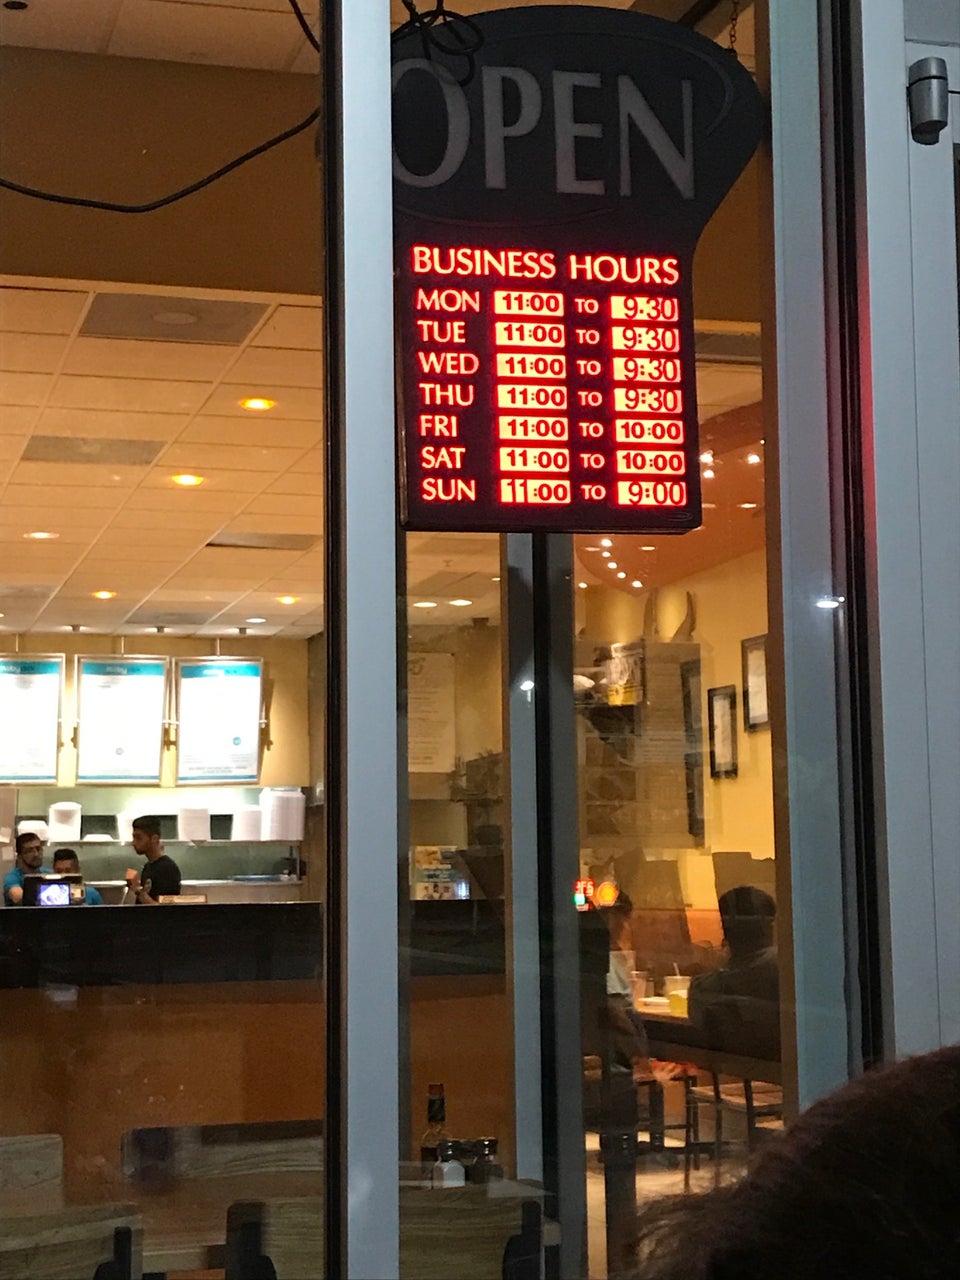 OPEN
BUSINESS HOURS
MON 11:00 TO 9:30
TUE 11:00 TO 9:30
WED 11:00 TO 9:30
THU 11:00 TO 9:30
FRI 11:00 TO 10:00
SAT 11:00 TO 10:00
SUN 11:00 TO 9:00